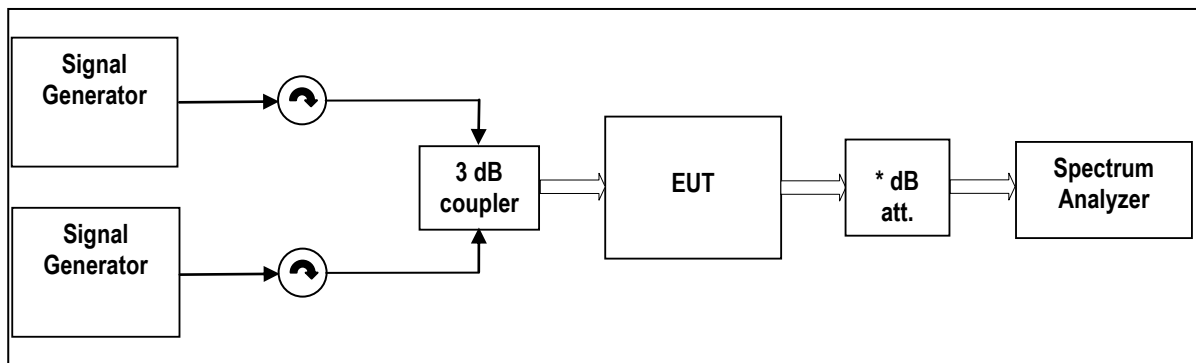 Signal
Generator
3 dB
coupler
EUT
* dB
att.
Spectrum
Analyzer
Signal
Generator